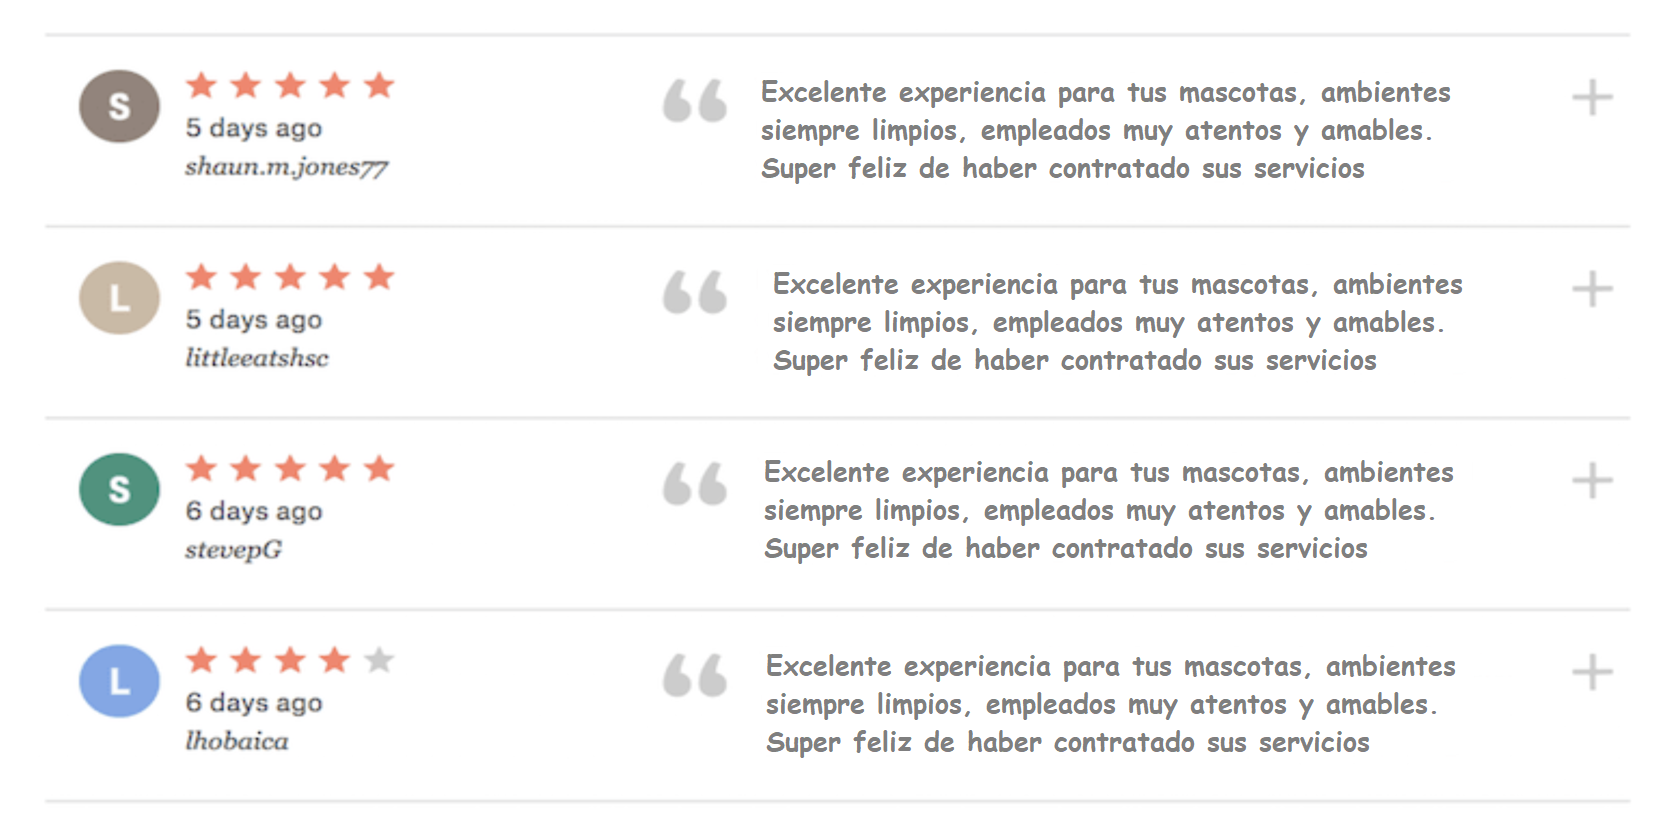 S
5 days ago
shaun.m.jones77
Excelente experiencia para tus mascotas, ambientes
siempre limpios, empleados muy atentos y amables.
Super feliz de haber contratado sus servicios
L
5 days ago
littleeatshsc
Excelente experiencia para tus mascotas, ambientes
siempre limpios, empleados muy atentos y amables.
Super feliz de haber contratado sus servicios
S
6 days ago
stevepG
Excelente experiencia para tus mascotas, ambientes
siempre limpios, empleados muy atentos y amables.
Super feliz de haber contratado sus servicios
L
6 days ago
lhobaica
Excelente experiencia para tus mascotas, ambientes
siempre limpios, empleados muy atentos y amables.
Super feliz de haber contratado sus servicios